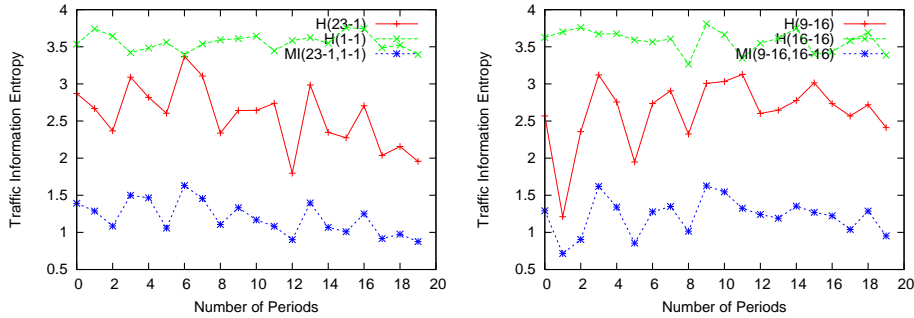 4
3.5
3
2.5
2
1.5
1
0.5
0 2 4 6 8 10 12 14 16 18 20
Traffic Information Entropy
Number of Periods
H(23-1)
H(1-1)
MI(23-1,1-1)
4
3.5
3
2.5
2
1.5
1
0.5
0 2 4 6 8 10 12 14 16 18 20
Traffic Information Entropy
Number of Periods
H(9-16)
H(16-16)
MI(9-16,16-16)